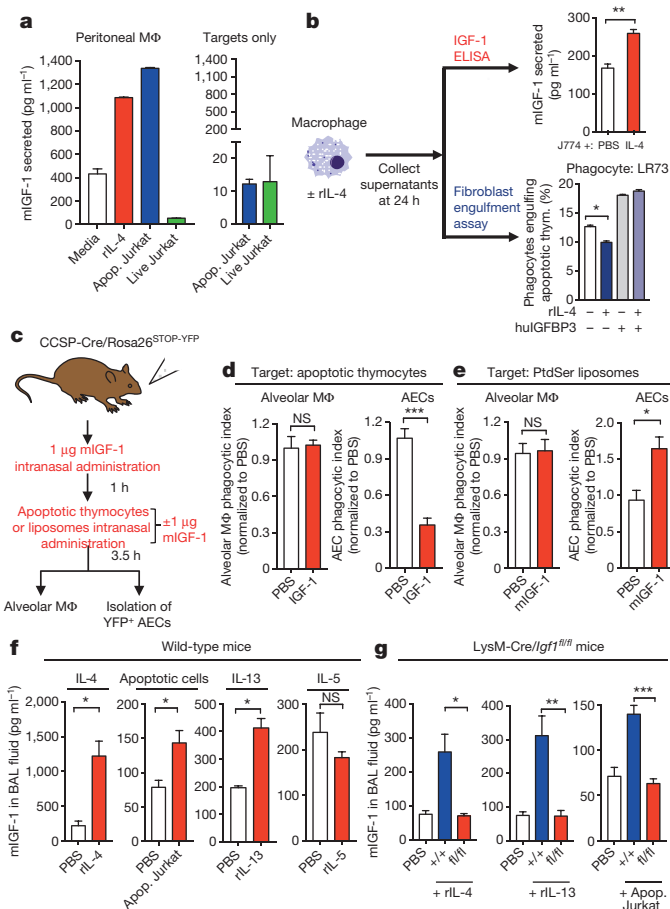 a
Peritoneal MΦ
Targets only
mIGF-1 secreted (pg ml⁻¹)
1,400
1,200
1,000
800
600
400
200
0
Media
rIL-4
Apop. Jurkat
Live Jurkat
1,400
1,200
1,000
800
20
10
0
Apop. Jurkat
Live Jurkat
b
Macrophage
± rIL-4
Collect
supernatants
at 24 h
IGF-1
ELISA
Fibroblast
engulfment
assay
mIGF-1 secreted
(pg ml⁻¹)
300
200
100
0
**
J774 +: PBS IL-4
Phagocyte: LR73
Phagocytes engulfing
apoptotic thym. (%)
20
15
10
5
0
*
rIL-4 – + – +
huIGFBP3 – – + +
c
CCSP-Cre/Rosa26STOP-YFP
1 μg mIGF-1
intranasal administration
1 h
Apoptotic thymocytes
or liposomes intranasal
administration
±1 μg
mIGF-1
3.5 h
Alveolar MΦ
Isolation of
YFP⁺ AECs
d
Target: apoptotic thymocytes
Alveolar MΦ
AECs
Alveolar MΦ phagocytic index
(normalized to PBS)
1.2
0.9
0.6
0.3
0
NS
PBS
IGF-1
AEC phagocytic index
(normalized to PBS)
1.2
0.9
0.6
0.3
0
***
PBS
IGF-1
e
Target: PtdSer liposomes
Alveolar MΦ
AECs
Alveolar MΦ phagocytic index
(normalized to PBS)
1.2
0.9
0.6
0.3
0
NS
PBS
mIGF-1
AEC phagocytic index
(normalized to PBS)
2.0
1.5
1.0
0.5
0
*
PBS
mIGF-1
f
Wild-type mice
mIGF-1 in BAL fluid (pg ml⁻¹)
IL-4
2,000
1,500
1,000
500
0
*
PBS
rIL-4
Apoptotic cells
200
150
100
50
0
*
PBS
Apop. Jurkat
IL-13
500
400
300
200
100
0
*
PBS
rIL-13
IL-5
300
200
100
0
NS
PBS
rIL-5
g
LysM-Cre/Igf1fl/fl mice
mIGF-1 in BAL fluid (pg ml⁻¹)
400
300
200
100
0
*
PBS
+/+
fl/fl
+ rIL-4
400
300
200
100
0
**
PBS
+/+
fl/fl
+ rIL-13
150
100
50
0
***
PBS
+/+
fl/fl
+ Apop.
Jurkat